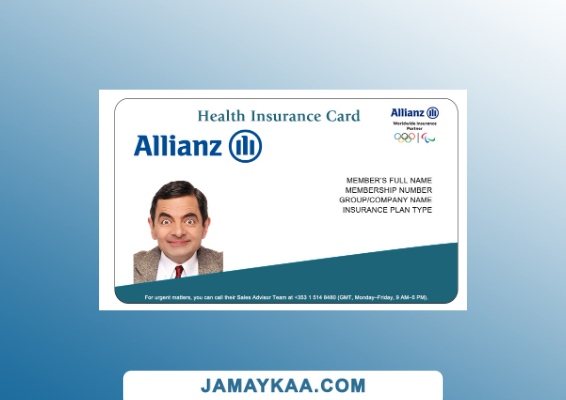 Health Insurance Card
Allianz
Allianz
Worldwide Insurance
Partner
MEMBER'S FULL NAME
MEMBERSHIP NUMBER
GROUP/COMPANY NAME
INSURANCE PLAN TYPE
For urgent matters, you can call their Sales Advisor Team at +353 1 514 8480 (GMT, Monday–Friday, 9 AM–5 PM).
JAMAYKAA.COM